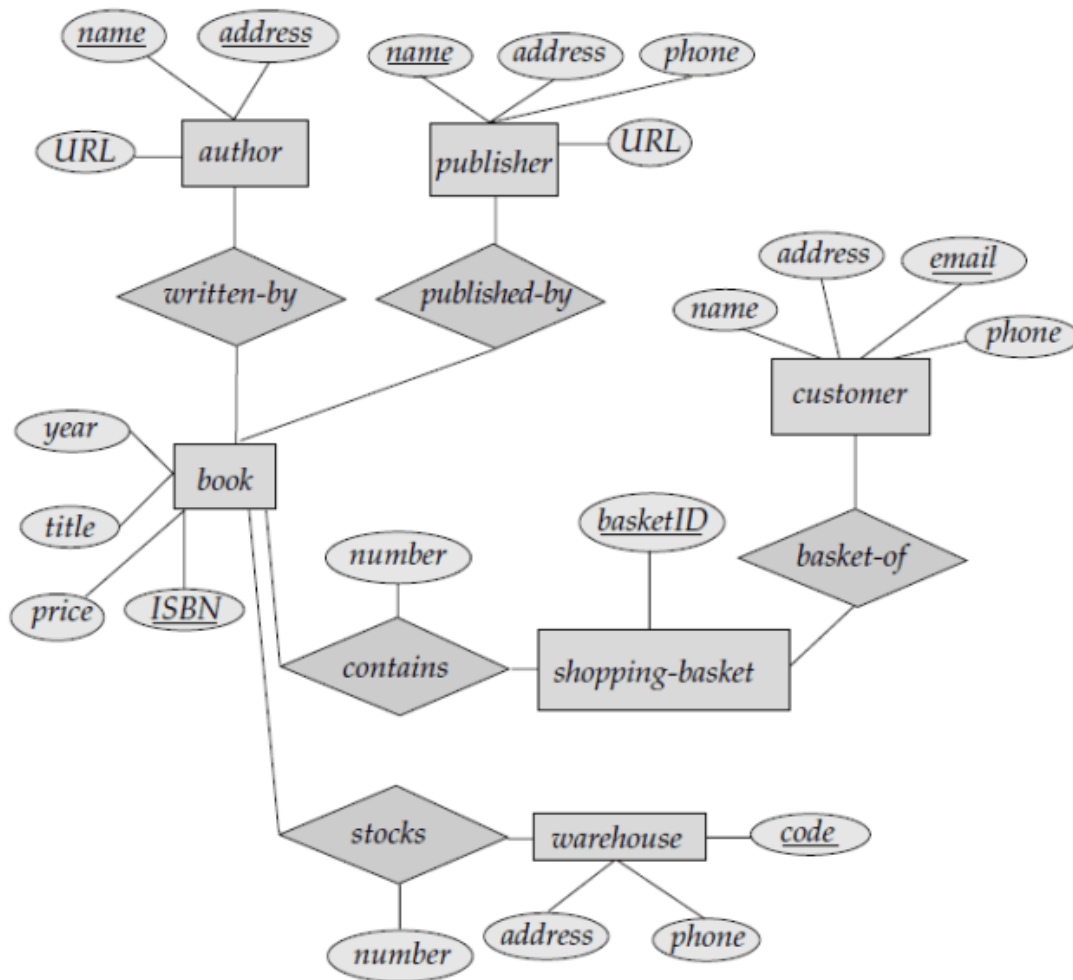 name
address
name
address
phone
URL
author
publisher
URL
written-by
published-by
address
email
name
phone
customer
year
book
title
price
ISBN
number
basketID
basket-of
contains
shopping-basket
stocks
warehouse
code
number
address
phone